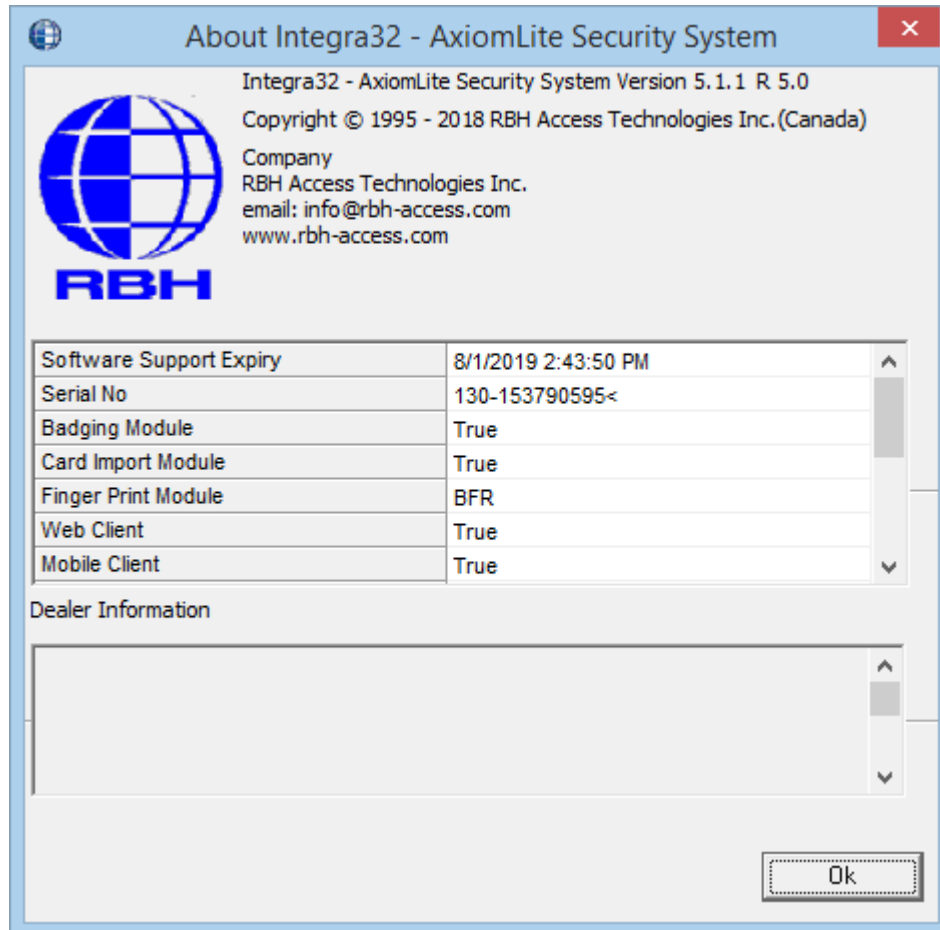 About Integra32 - AxiomLite Security System
Integra32 - AxiomLite Security System Version 5.1.1 R 5.0
Copyright © 1995 - 2018 RBH Access Technologies Inc.(Canada)
Company
RBH Access Technologies Inc.
email: info@rbh-access.com
www.rbh-access.com
RBH
Software Support Expiry 8/1/2019 2:43:50 PM
Serial No 130-153790595<
Badging Module True
Card Import Module True
Finger Print Module BFR
Web Client True
Mobile Client True
Dealer Information
Ok